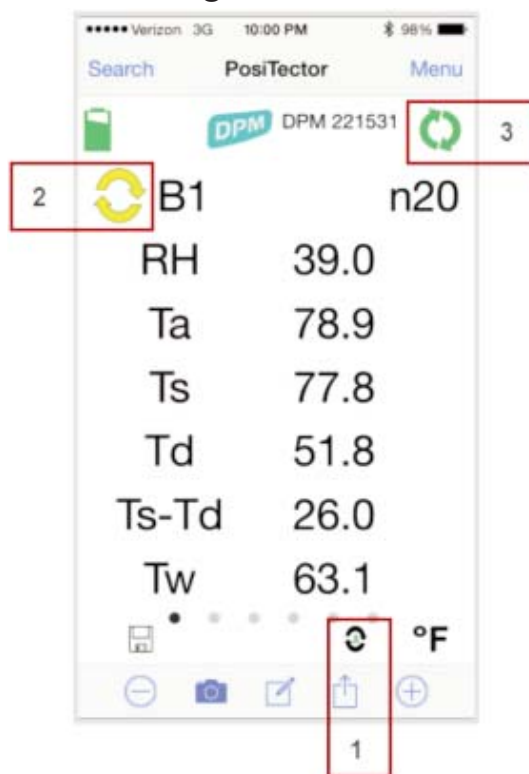 Verizon 3G 10:00 PM 98%
Search PosiTector Menu
DPM DPM 221531 3
2 B1 n20
RH 39.0
Ta 78.9
Ts 77.8
Td 51.8
Ts-Td 26.0
Tw 63.1
°F
1